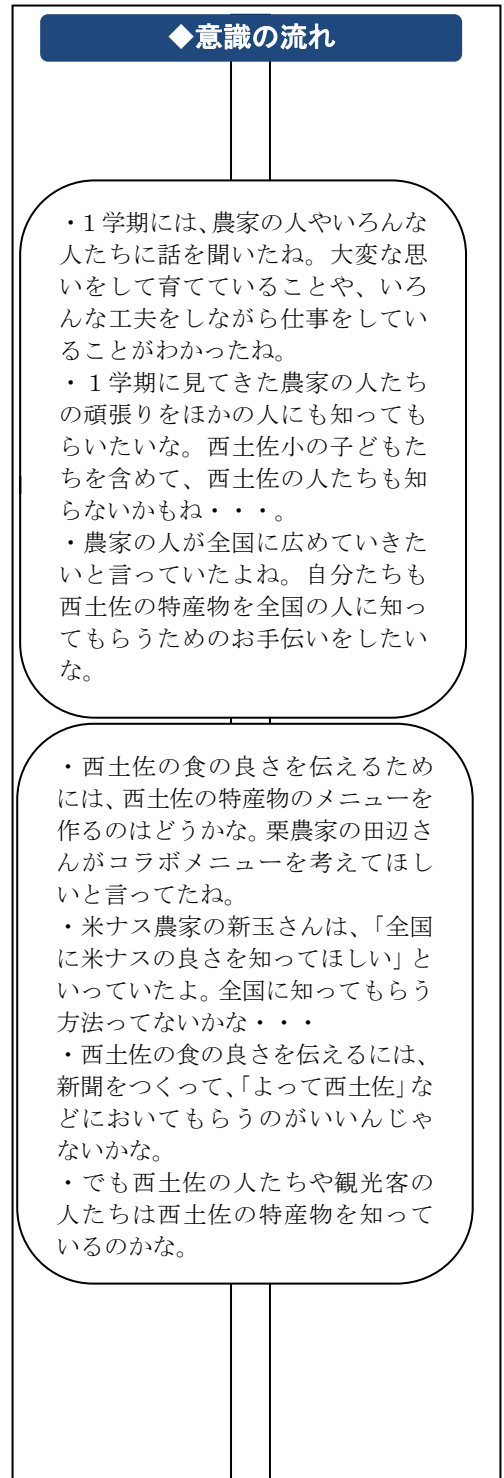 ◆意識の流れ
・1学期には、農家の人やいろんな
人たちに話を聞いたね。大変な思
いをして育てていることや、いろ
んな工夫をしながら仕事をしてい
ることがわかったね。
・１学期に見てきた農家の人たち
の頑張りをほかの人にも知っても
らいたいな。西土佐小の子どもた
ちを含めて、西土佐の人たちも知
らないかもね・・・。
・農家の人が全国に広めていきた
いと言っていたよね。自分たちも
西土佐の特産物を全国の人に知っ
てもらうためのお手伝いをしたい
な。
・西土佐の食の良さを伝えるため
には、西土佐の特産物のメニューを
作るのはどうかな。栗農家の田辺さ
んがコラボメニューを考えてほし
いと言ってたね。
・米ナス農家の新玉さんは、「全国
に米ナスの良さを知ってほしい」と
いっていたよ。全国に知ってもらう
方法ってないかな・・・
・西土佐の食の良さを伝えるには、
新聞をつくって、「よって西土佐」な
どにおいてもらうのがいいんじゃ
ないかな。
・でも西土佐の人たちや観光客の
人たちは西土佐の特産物を知って
いるのかな。